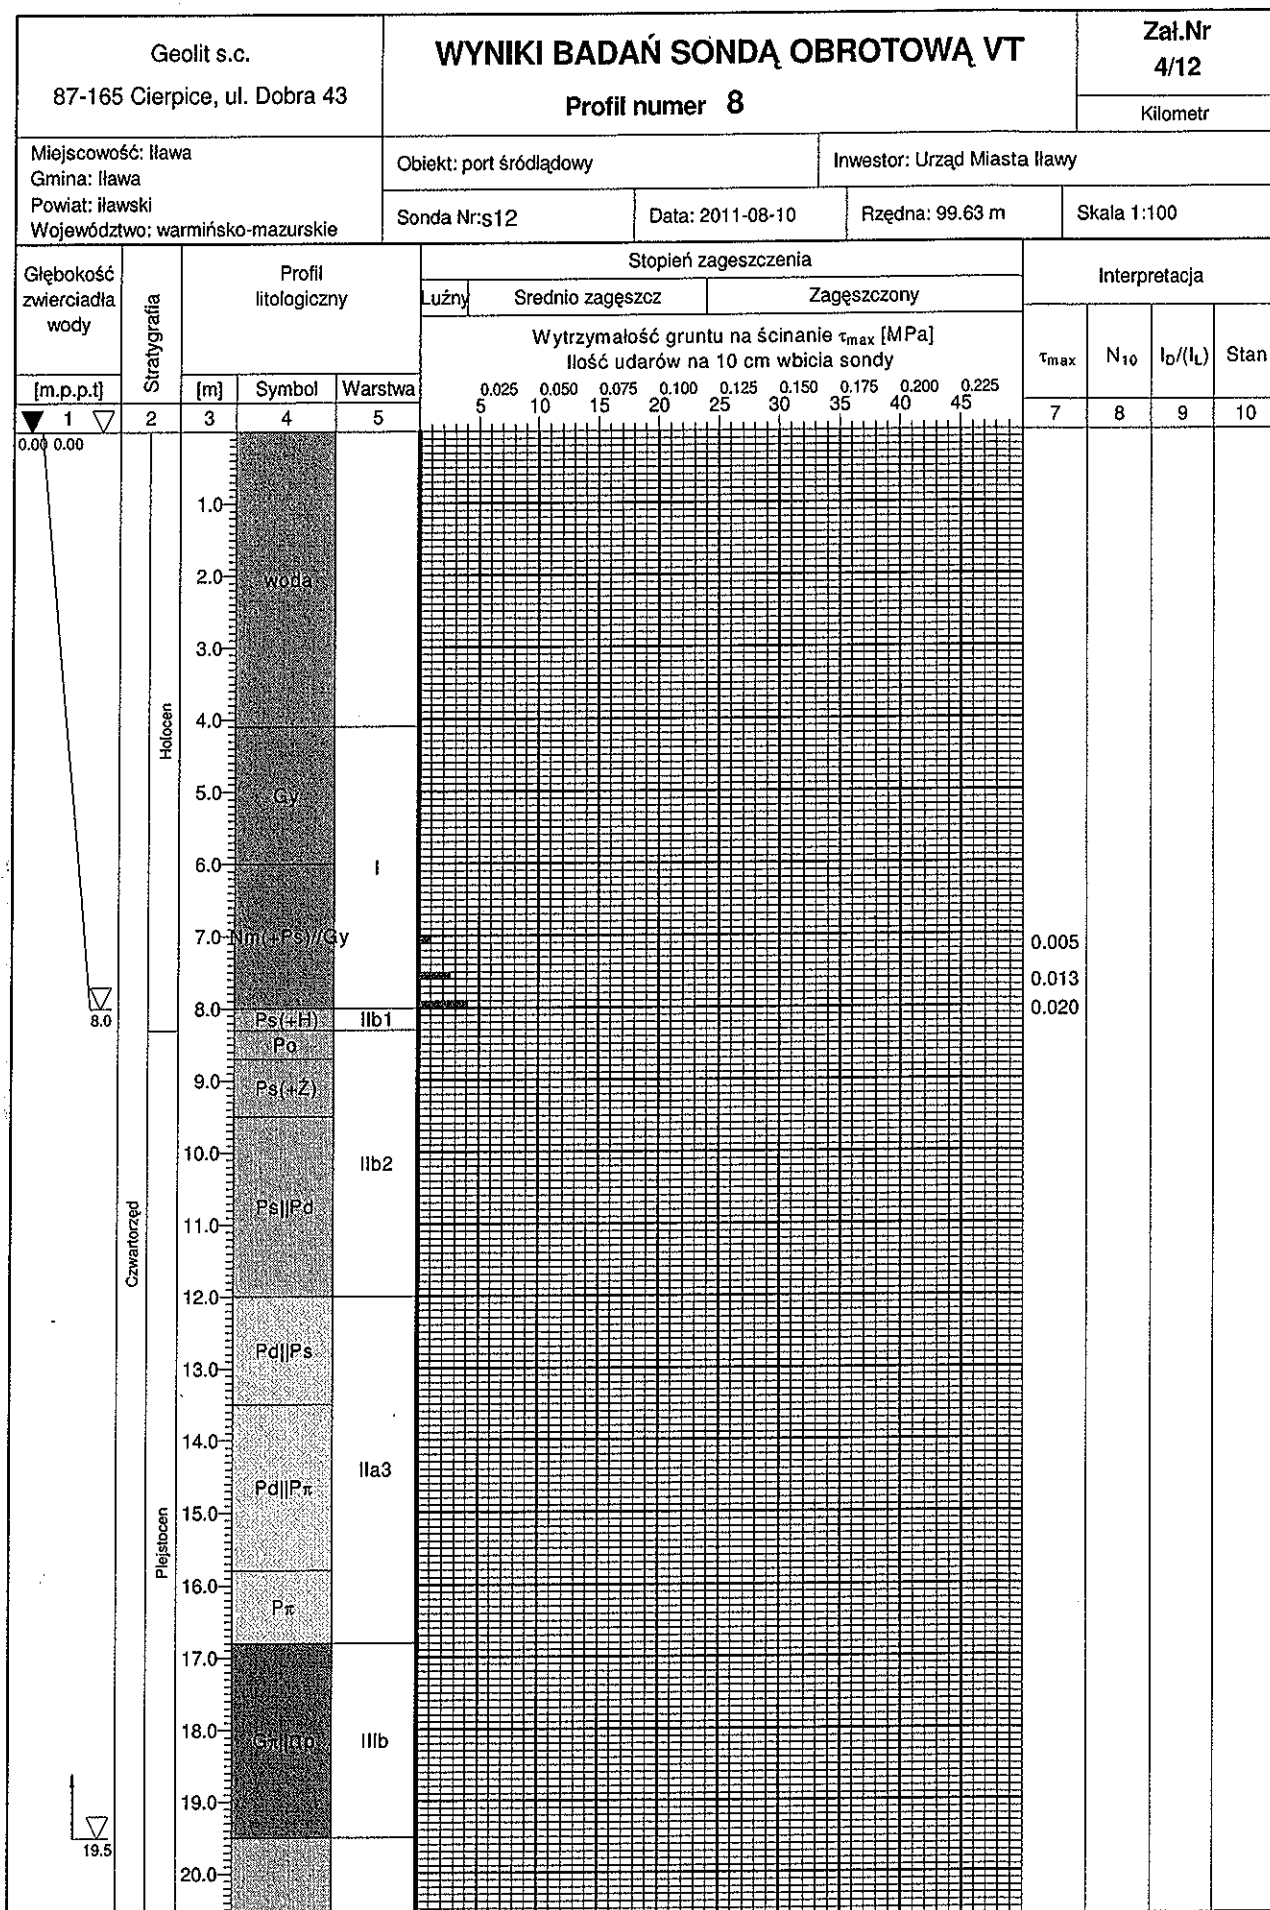 Geolit s.c.
87-165 Cierpice, ul. Dobra 43
WYNIKI BADAŃ SONDĄ OBROTOWĄ VT
Profil numer 8
Zał.Nr
4/12
Kilometr
Miejscowość: Iława
Gmina: Iława
Powiat: iławski
Województwo: warmińsko-mazurskie
Obiekt: port śródlądowy
Inwestor: Urząd Miasta Iławy
Sonda Nr:s12
Data: 2011-08-10
Rzędna: 99.63 m
Skala 1:100
Głębokość
zwierciadła
wody
[m.p.p.t]
Stratygrafia
Profil
litologiczny
[m] Symbol Warstwa
Stopień zageszczenia
Luźny Srednio zagęszcz Zagęszczony
Wytrzymałość gruntu na ścinanie τmax [MPa]
Ilość udarów na 10 cm wbicia sondy
0.025 0.050 0.075 0.100 0.125 0.150 0.175 0.200 0.225
5 10 15 20 25 30 35 40 45
Interpretacja
τmax N10 ID/(IL) Stan
1 2 3 4 5 7 8 9 10
0.00 0.00
1.0
2.0 woda
3.0
4.0
Holocen
5.0 Gy
6.0 I
7.0 Nm(+Ps)//Gy 0.005
0.013
8.0 0.020
8.0 Ps(+H) IIb1
Po
9.0 Ps(+Ż)
10.0 IIb2
Ps||Pd
11.0
Czwartorzęd
12.0
Pd||Ps
13.0
14.0
IIa3
Pd||Pπ
15.0
Plejstocen
16.0
Pπ
17.0
18.0 IIIb
19.0
19.5
20.0